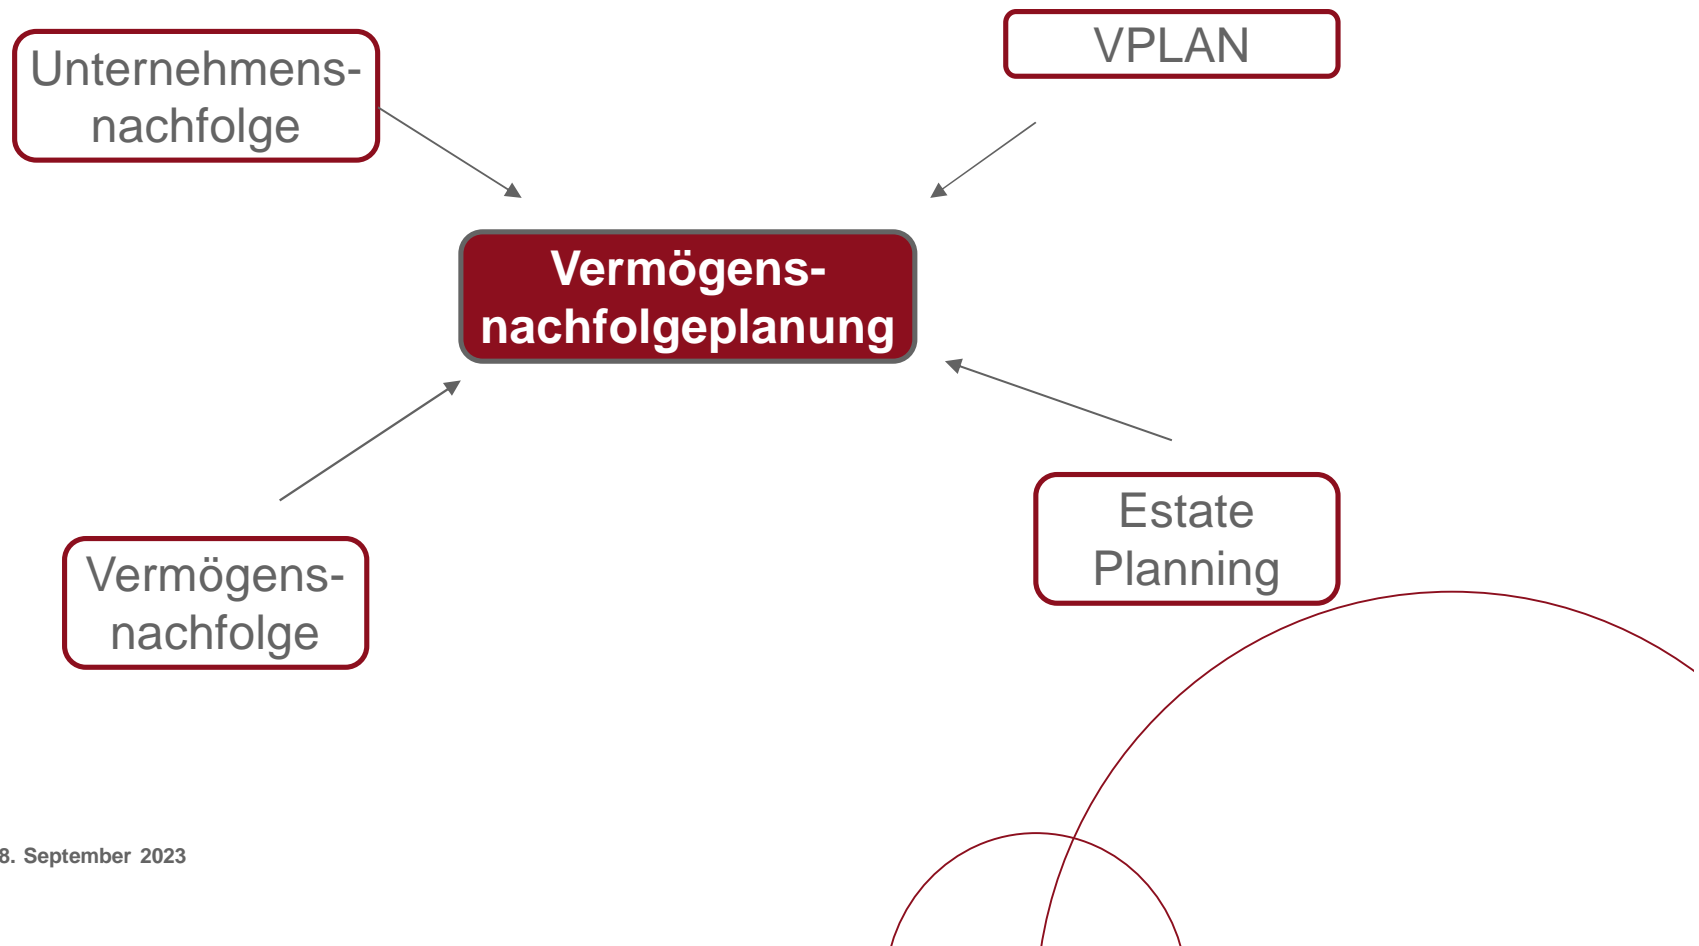 Unternehmens-
nachfolge
VPLAN
Vermögens-
nachfolgeplanung
Estate
Planning
Vermögens-
nachfolge
8. September 2023